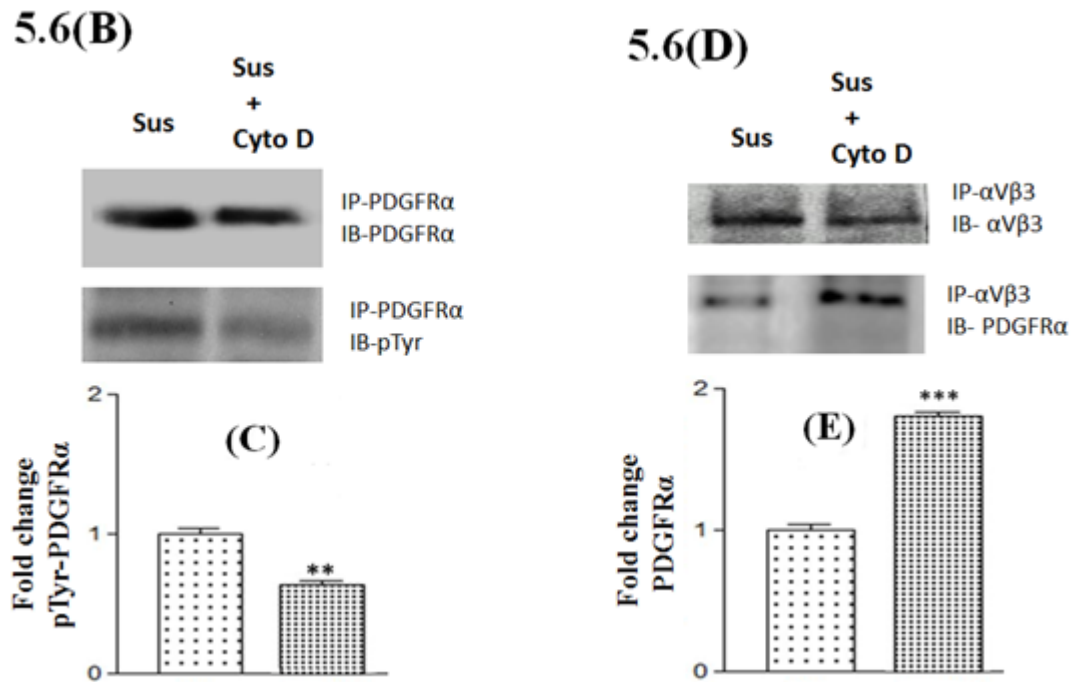 5.6(B)
Sus
Sus
+
Cyto D
IP-PDGFRα
IB-PDGFRα
IP-PDGFRα
IB-pTyr
2
1
0
(C)
**
Fold change
pTyr-PDGFRα
5.6(D)
Sus
Sus
+
Cyto D
IP-αVβ3
IB- αVβ3
IP-αVβ3
IB- PDGFRα
2
1
0
(E)
***
Fold change
PDGFRα